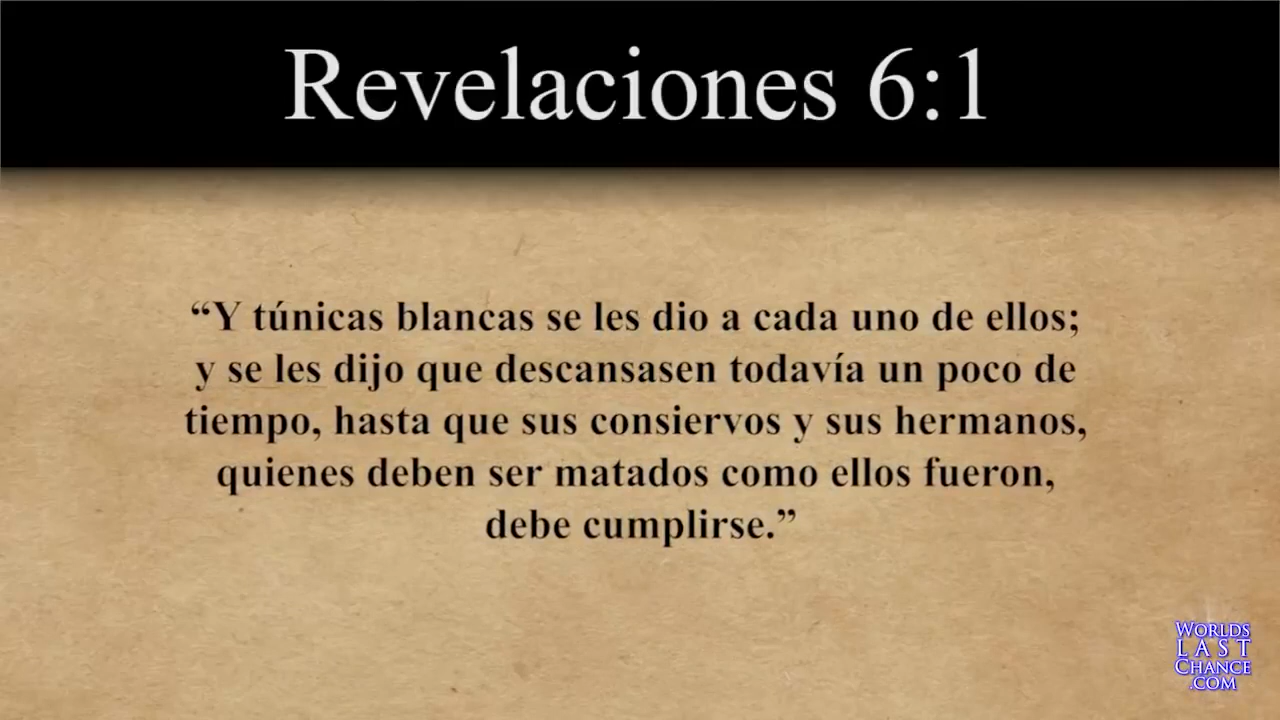 Revelaciones 6:1
“Y túnicas blancas se les dio a cada uno de ellos;
y se les dijo que descansasen todavía un poco de
tiempo, hasta que sus consiervos y sus hermanos,
quienes deben ser matados como ellos fueron,
debe cumplirse.”
WORLDS
LAST
CHANCE
.COM